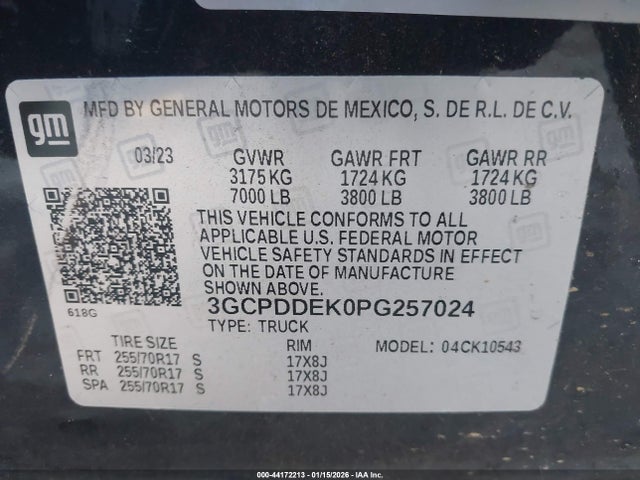 gm
MFD BY GENERAL MOTORS DE MEXICO, S. DE R.L. DE C.V.
03/23 GVWR GAWR FRT GAWR RR
3175 KG 1724 KG 1724 KG
7000 LB 3800 LB 3800 LB
THIS VEHICLE CONFORMS TO ALL
APPLICABLE U.S. FEDERAL MOTOR
VEHICLE SAFETY STANDARDS IN EFFECT
ON THE DATE OF MANUFACTURE
SHOWN ABOVE.
618G
3GCPDDEK0PG257024
TYPE: TRUCK
TIRE SIZE RIM MODEL: 04CK10543
FRT 255/70R17 S 17X8J
RR 255/70R17 S 17X8J
SPA 255/70R17 S 17X8J
000-44172213 - 01/15/2026 - IAA Inc.